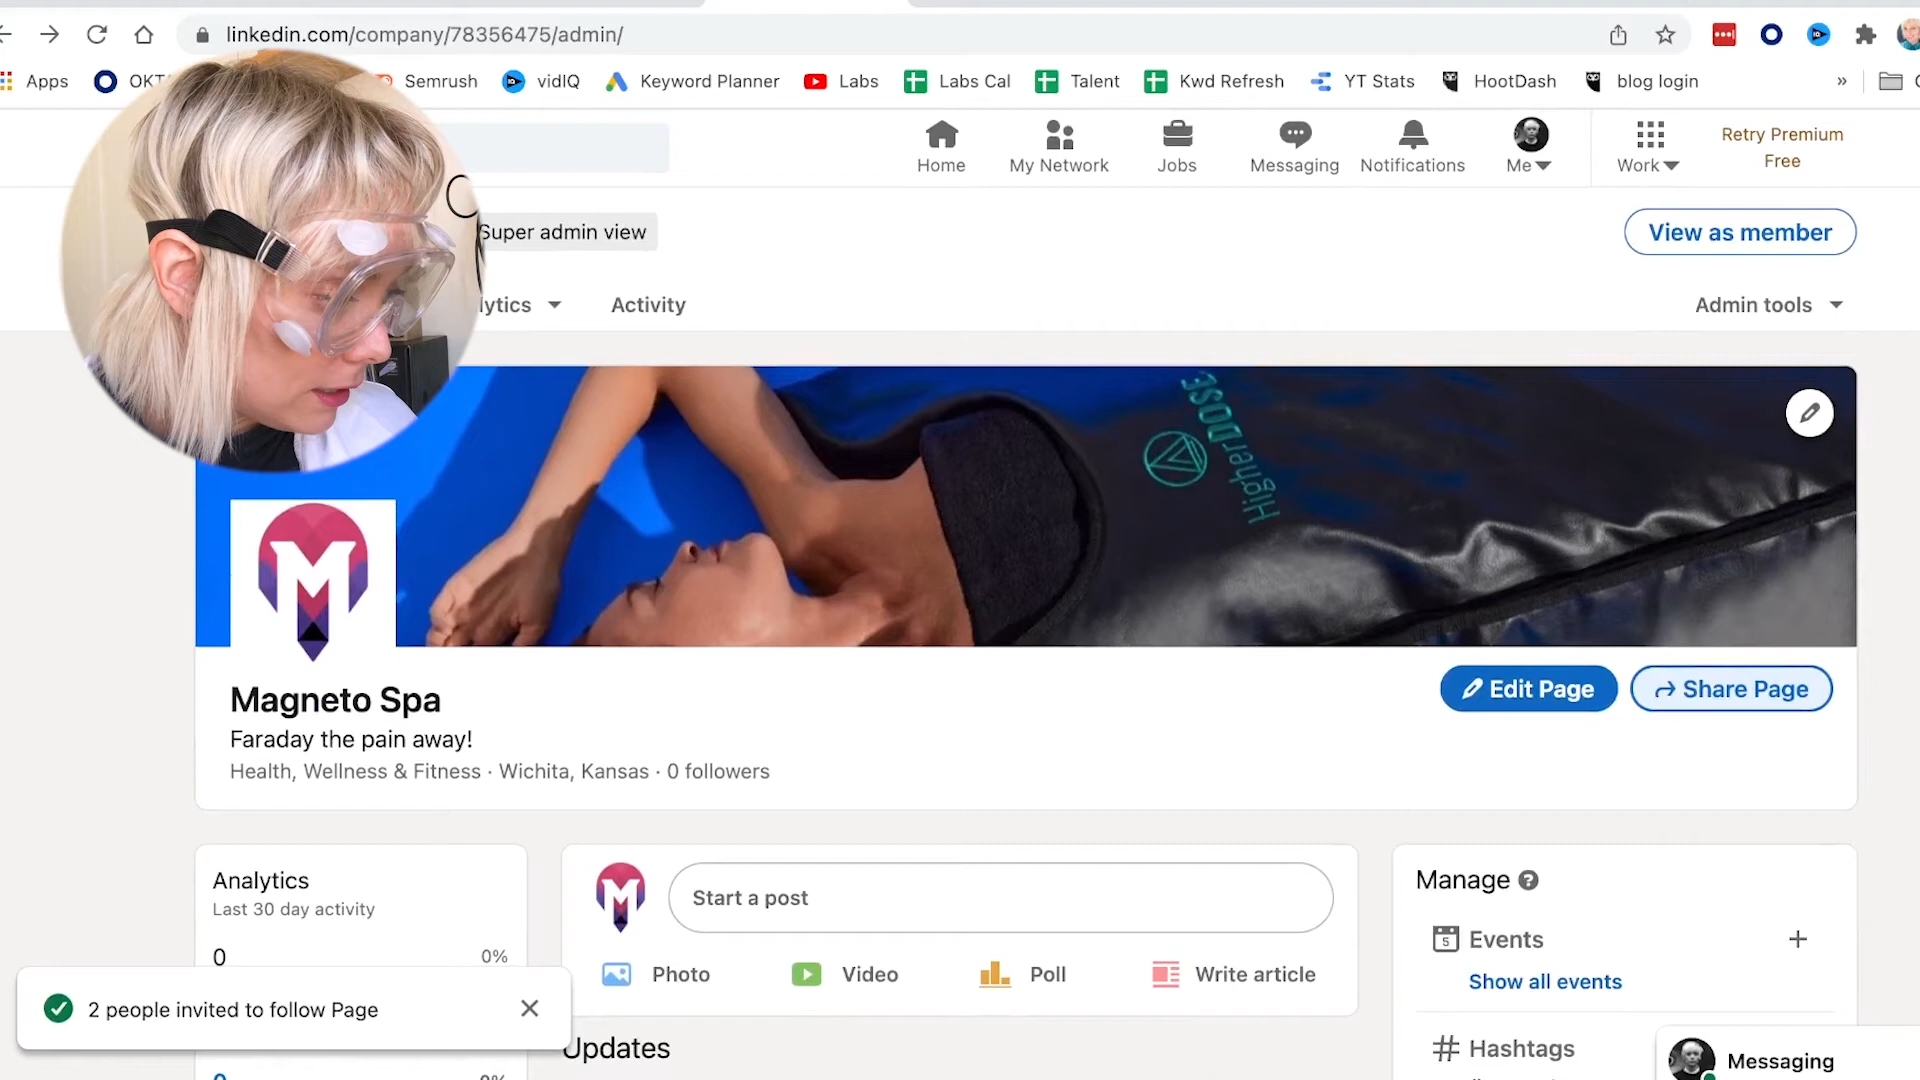 linkedin.com/company/78356475/admin/
Apps
OKT
Semrush
vidIQ
Keyword Planner
Labs
Labs Cal
Talent
Kwd Refresh
YT Stats
HootDash
blog login
»
Home
My Network
Jobs
Messaging
Notifications
Me
Work
Retry Premium
Free
Super admin view
View as member
lytics
Activity
Admin tools
HigherDOSE
M
Magneto Spa
Faraday the pain away!
Health, Wellness & Fitness · Wichita, Kansas · 0 followers
Edit Page
Share Page
Analytics
Last 30 day activity
0
0%
M
Start a post
Photo
Video
Poll
Write article
Manage ?
5 Events +
Show all events
# Hashtags
2 people invited to follow Page
Updates
Messaging